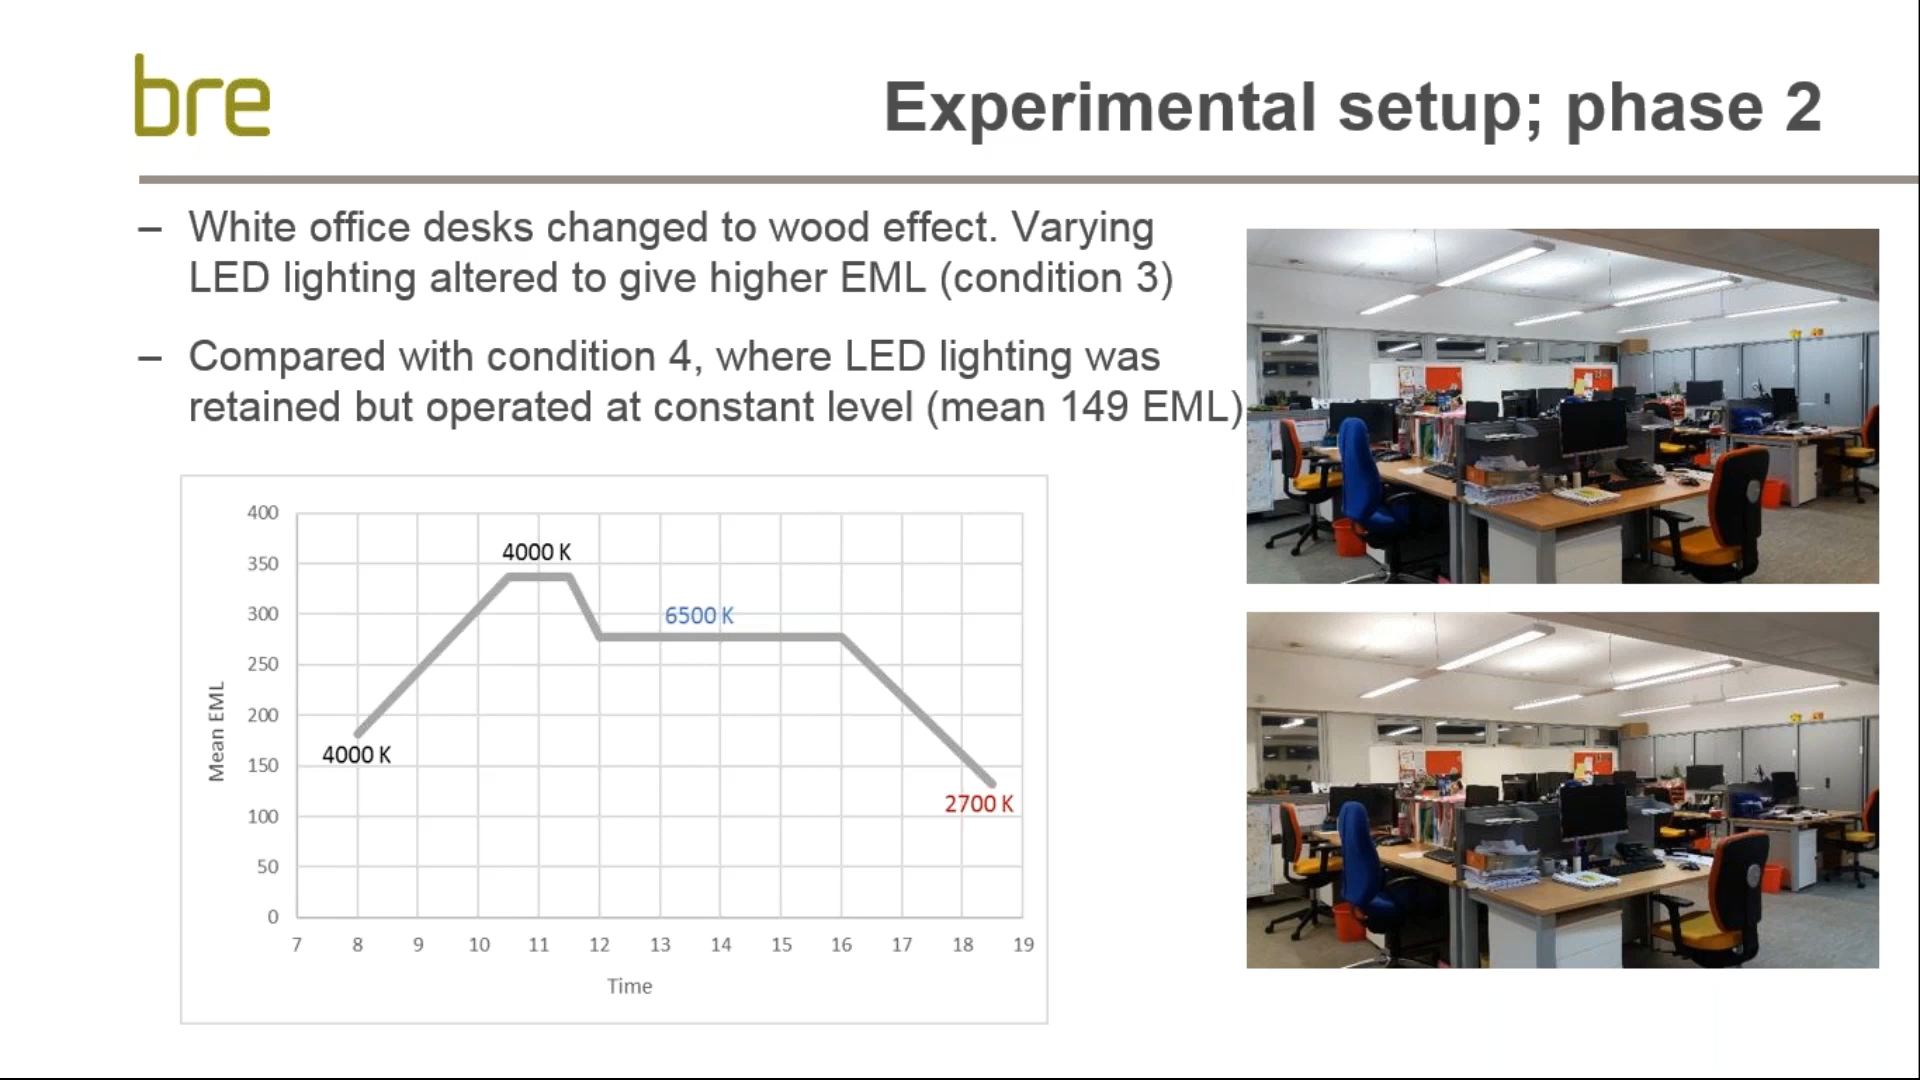 bre
Experimental setup; phase 2
– White office desks changed to wood effect. Varying
LED lighting altered to give higher EML (condition 3)
– Compared with condition 4, where LED lighting was
retained but operated at constant level (mean 149 EML)
400
350
300
250
200
150
100
50
0
Mean EML
4000 K
4000 K
6500 K
2700 K
7 8 9 10 11 12 13 14 15 16 17 18 19
Time